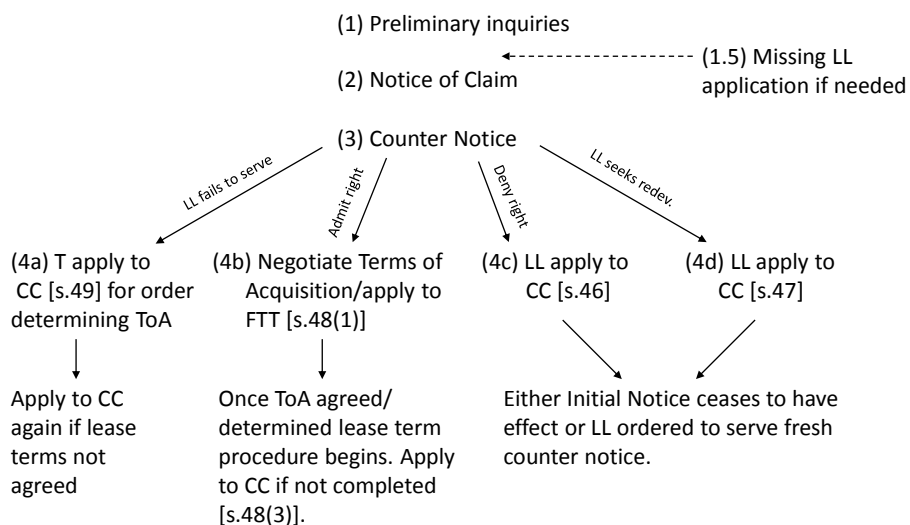 (1) Preliminary inquiries
(1.5) Missing LL
application if needed
(2) Notice of Claim
(3) Counter Notice
LL fails to serve
Admit right
Deny right
LL seeks redev.
(4a) T apply to
CC [s.49] for order
determining ToA
(4b) Negotiate Terms of
Acquisition/apply to
FTT [s.48(1)]
(4c) LL apply to
CC [s.46]
(4d) LL apply to
CC [s.47]
Apply to CC
again if lease
terms not
agreed
Once ToA agreed/
determined lease term
procedure begins. Apply
to CC if not completed
[s.48(3)].
Either Initial Notice ceases to have
effect or LL ordered to serve fresh
counter notice.